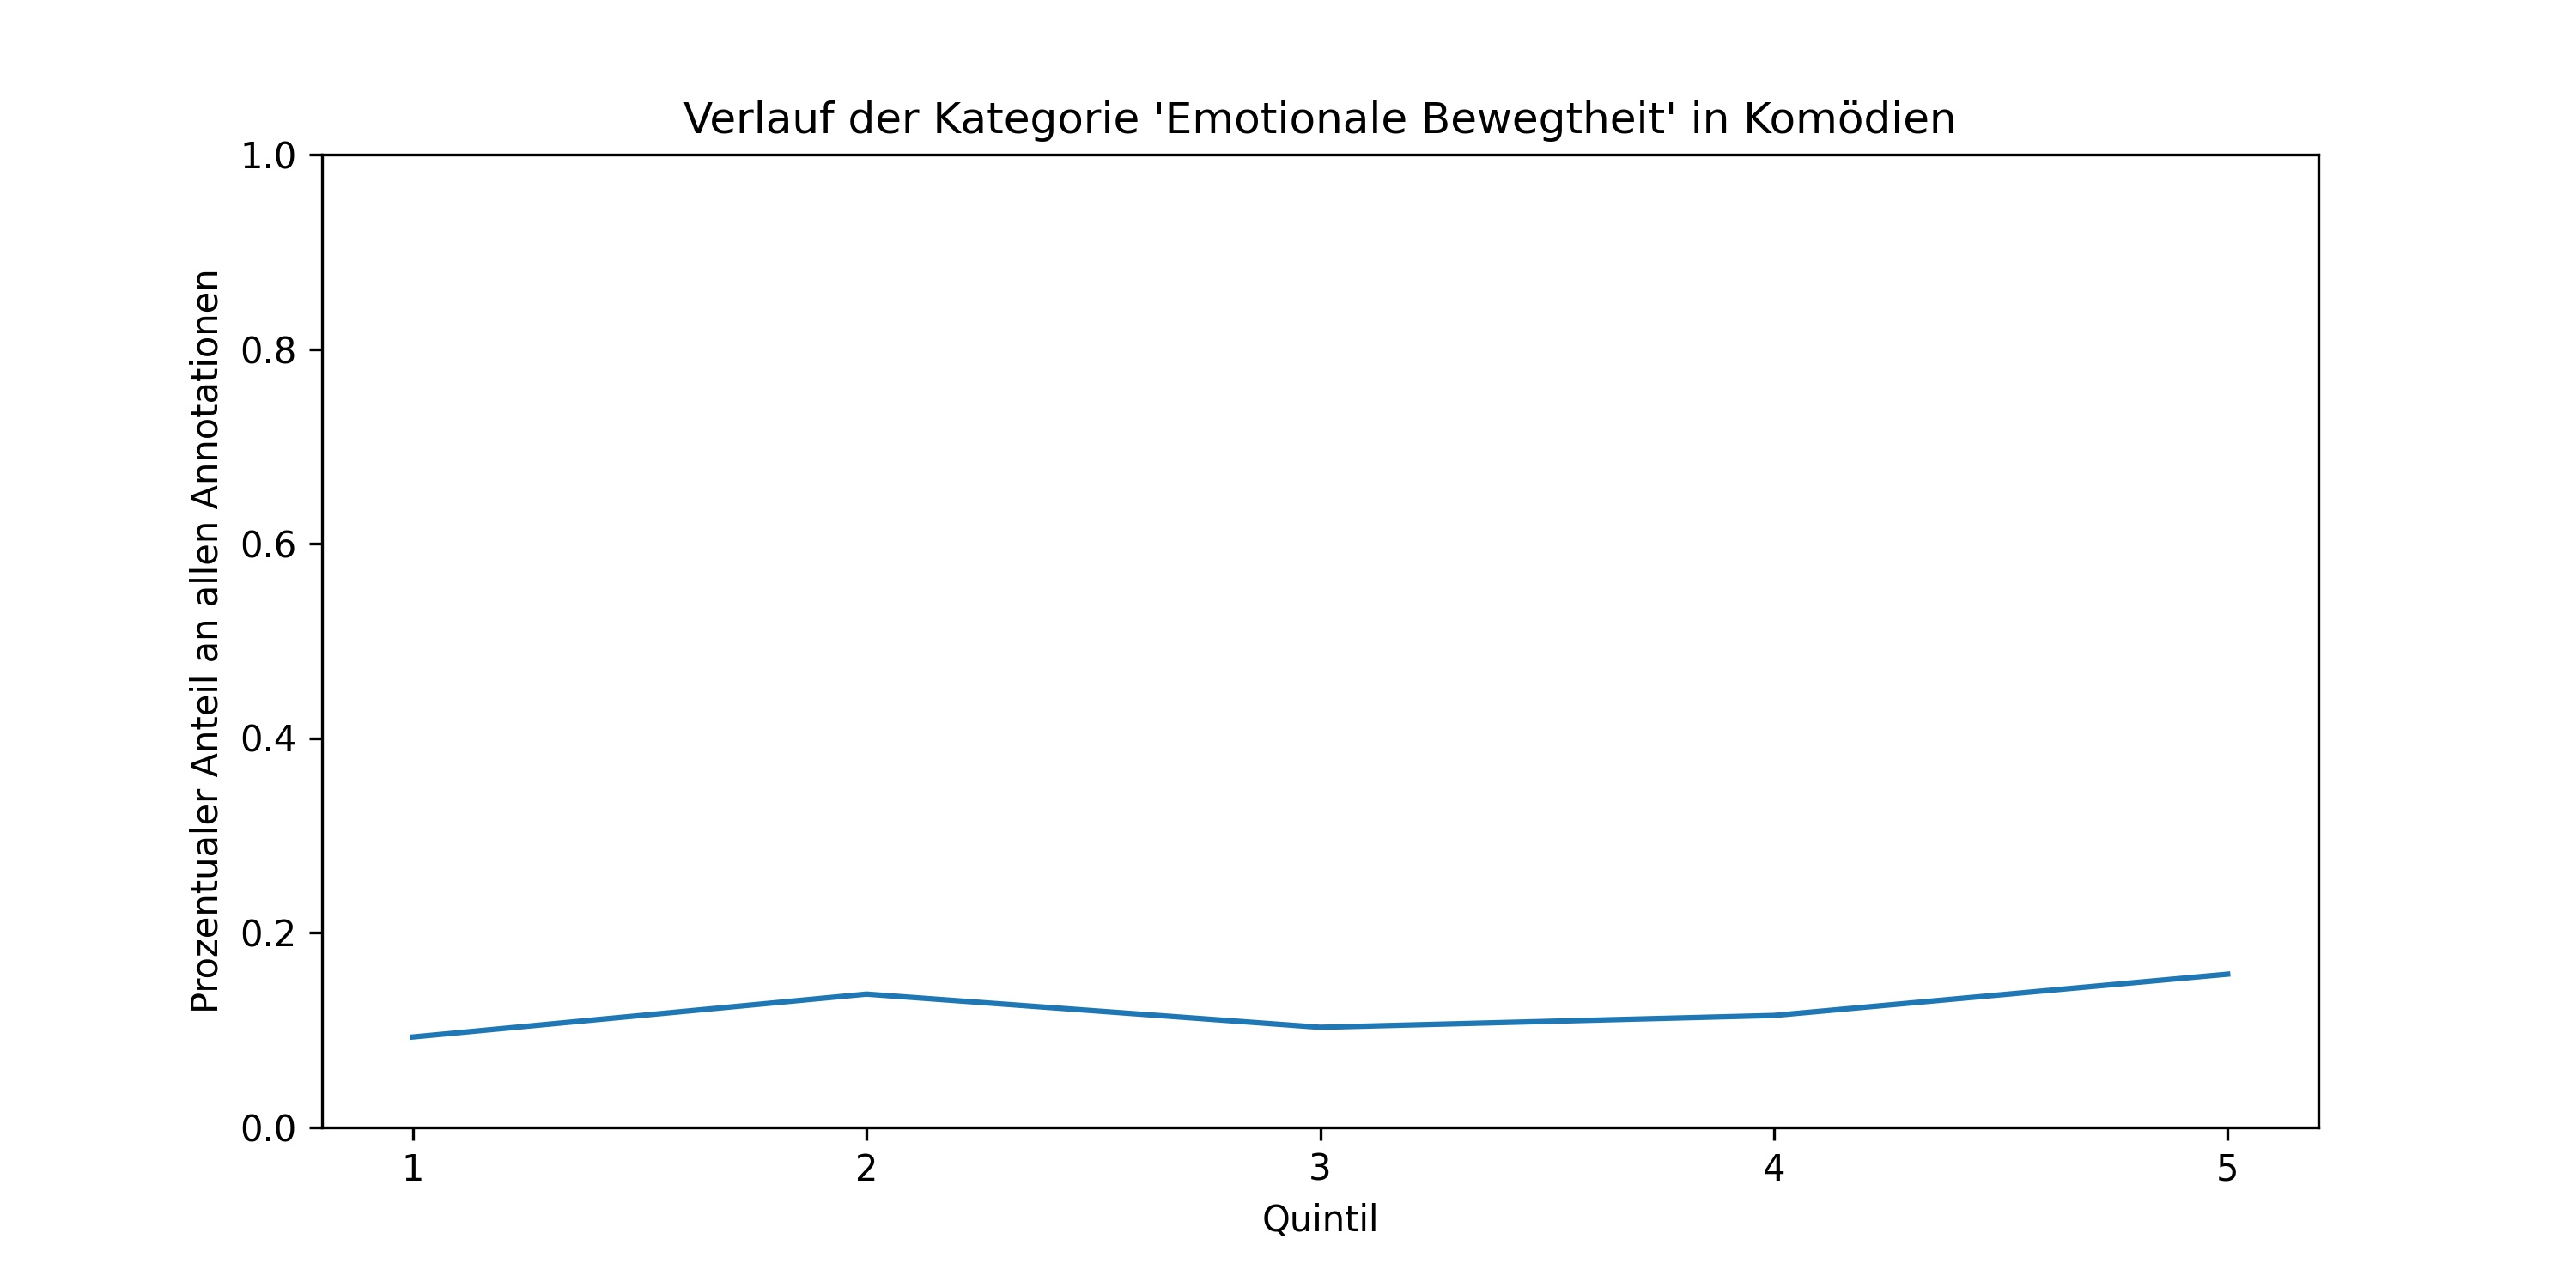 Verlauf der Kategorie 'Emotionale Bewegtheit' in Komödien
Prozentualer Anteil an allen Annotationen
1.0
0.8
0.6
0.4
0.2
0.0
1 2 3 4 5
Quintil